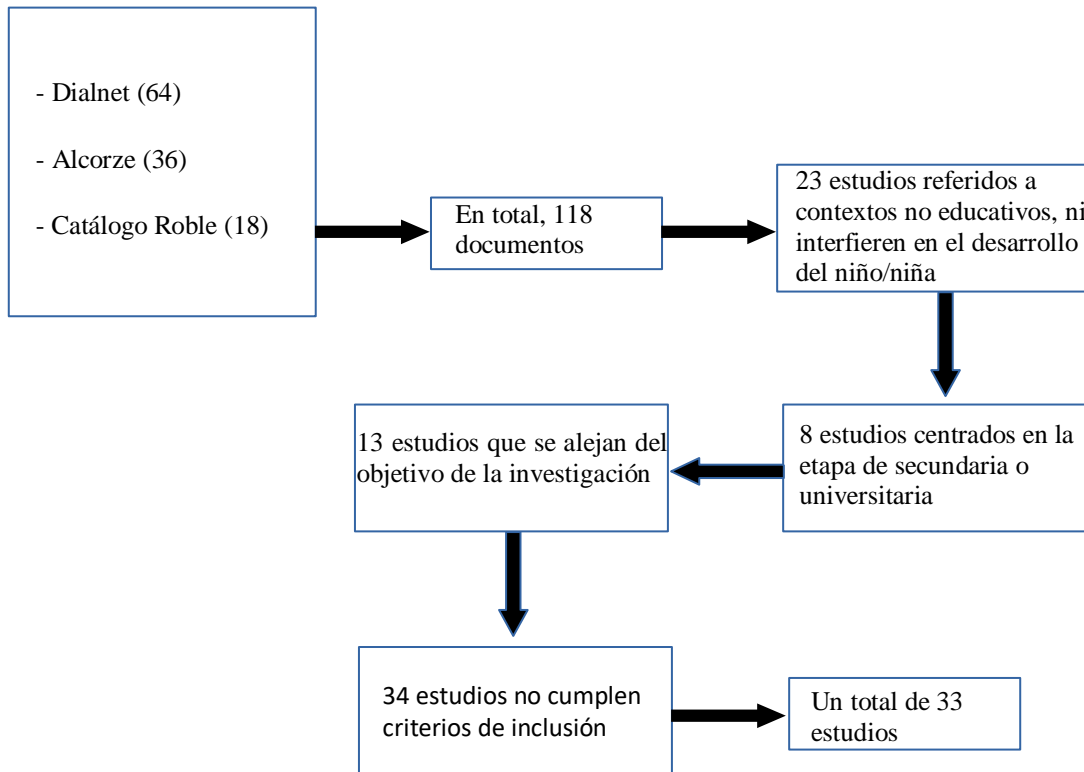 - Dialnet (64)
- Alcorze (36)
- Catálogo Roble (18)
En total, 118
documentos
23 estudios referidos a
contextos no educativos, ni
interfieren en el desarrollo
del niño/niña
8 estudios centrados en la
etapa de secundaria o
universitaria
13 estudios que se alejan del
objetivo de la investigación
34 estudios no cumplen
criterios de inclusión
Un total de 33
estudios